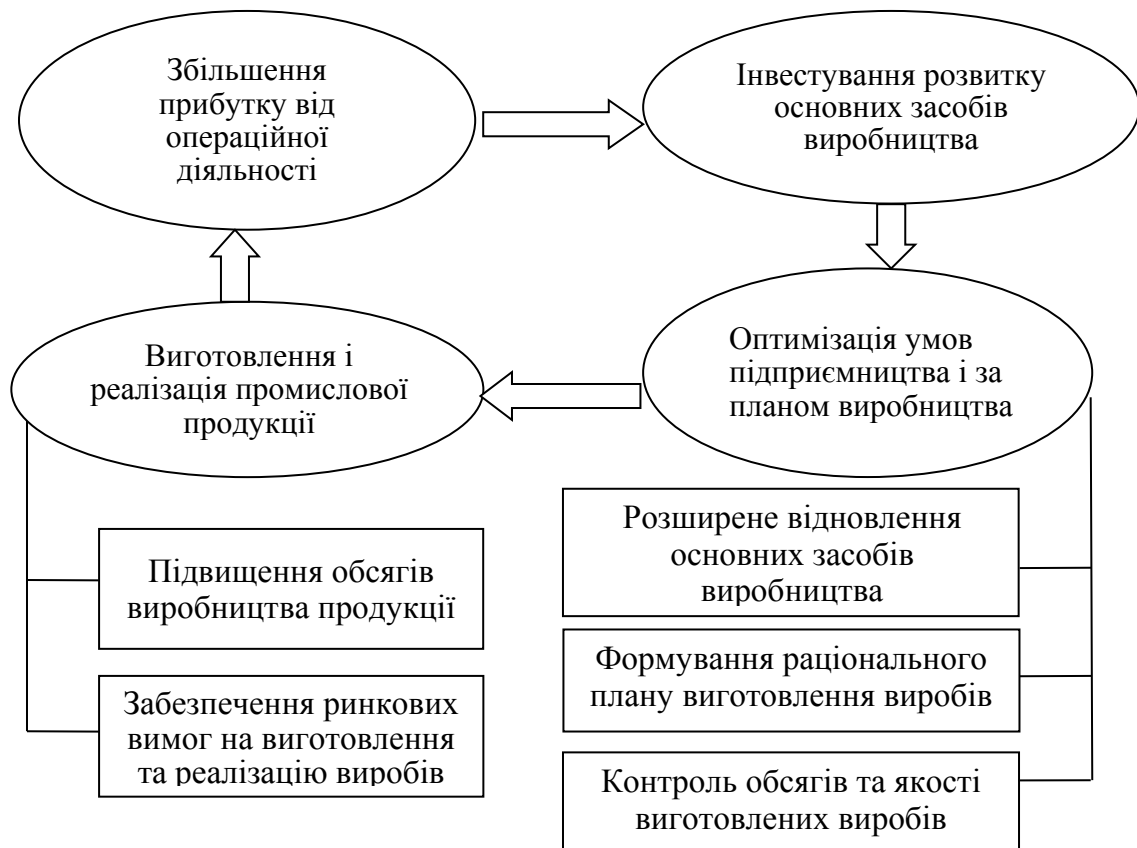 Збільшення
прибутку від
операційної
діяльності
Інвестування розвитку
основних засобів
виробництва
Виготовлення і
реалізація промислової
продукції
Оптимізація умов
підприємництва і за
планом виробництва
Підвищення обсягів
виробництва продукції
Забезпечення ринкових
вимог на виготовлення
та реалізацію виробів
Розширене відновлення
основних засобів
виробництва
Формування раціонального
плану виготовлення виробів
Контроль обсягів та якості
виготовлених виробів